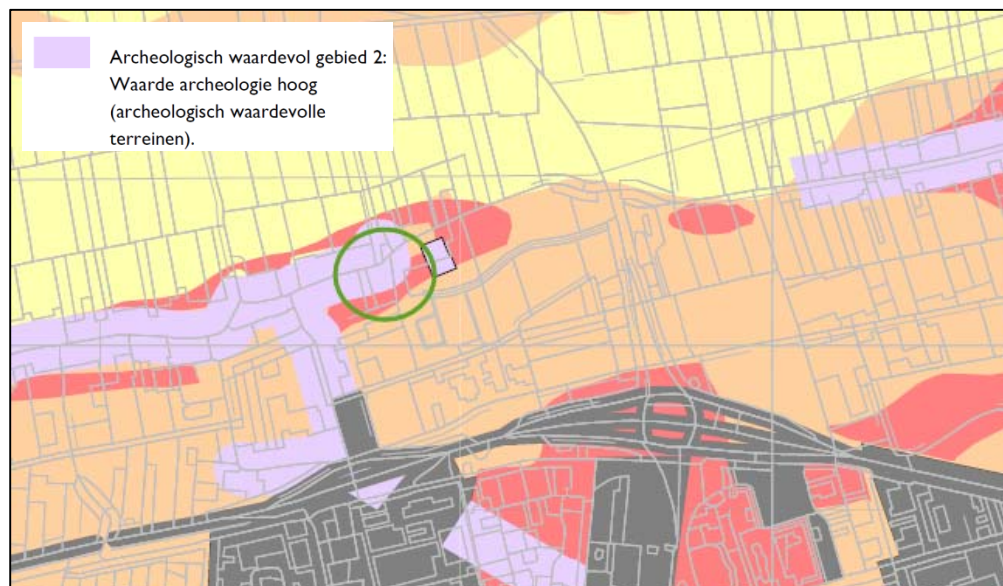 Archeologisch waardevol gebied 2:
Waarde archeologie hoog
(archeologisch waardevolle
terreinen).